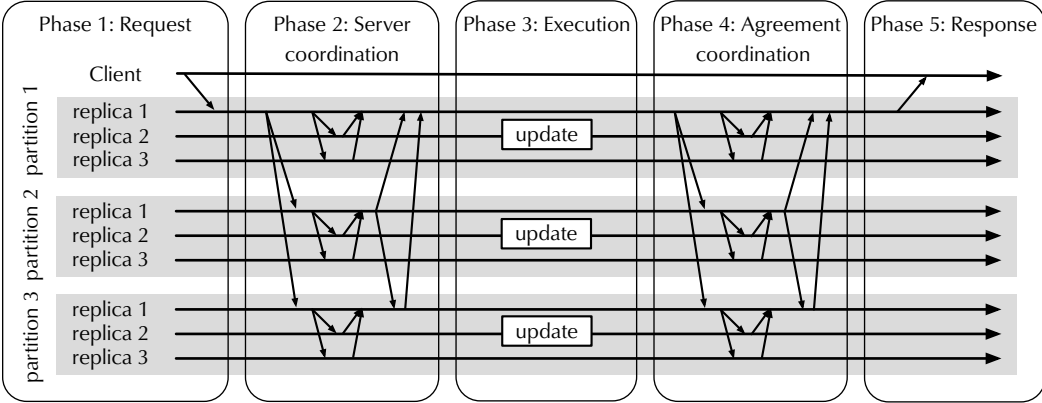 Phase 1: Request
Phase 2: Server
coordination
Phase 3: Execution
Phase 4: Agreement
coordination
Phase 5: Response
Client
partition 1
replica 1
replica 2
replica 3
update
partition 2
replica 1
replica 2
replica 3
update
partition 3
replica 1
replica 2
replica 3
update